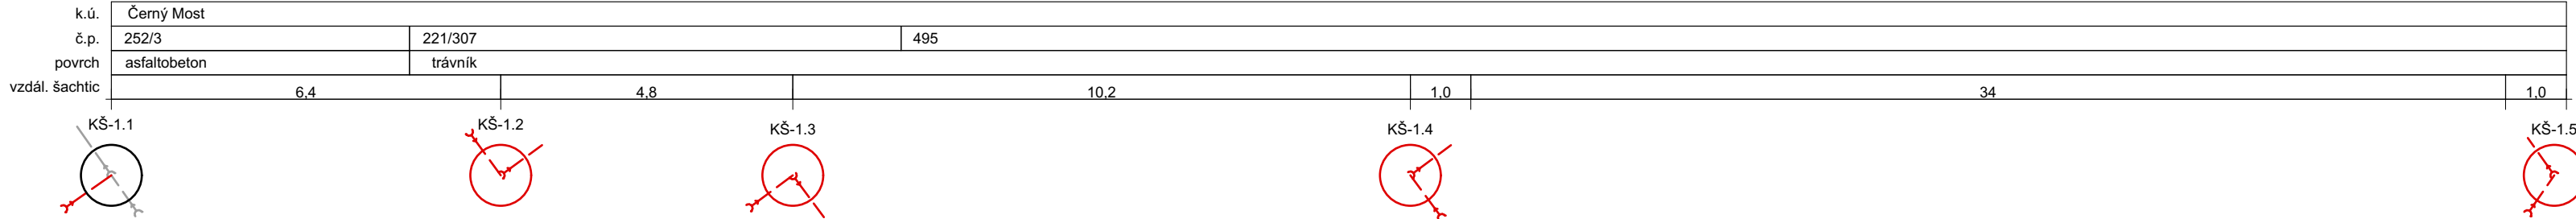 k.ú. Černý Most
č.p. 252/3 221/307 495
povrch asfaltobeton trávník
vzdál. šachtic 6,4 4,8 10,2 1,0 34 1,0
KŠ-1.1 KŠ-1.2 KŠ-1.3 KŠ-1.4 KŠ-1.5